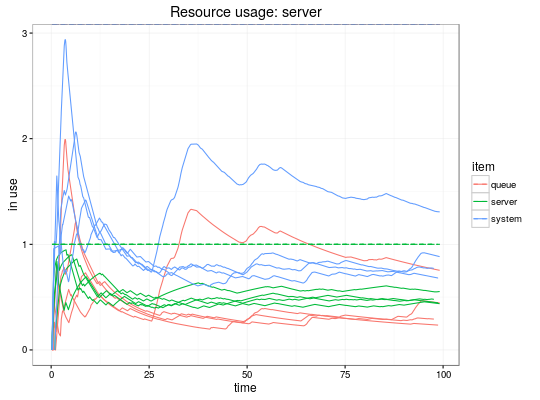 Resource usage: server
in use
3
2
1
0
0
25
50
75
100
time
item
queue
server
system